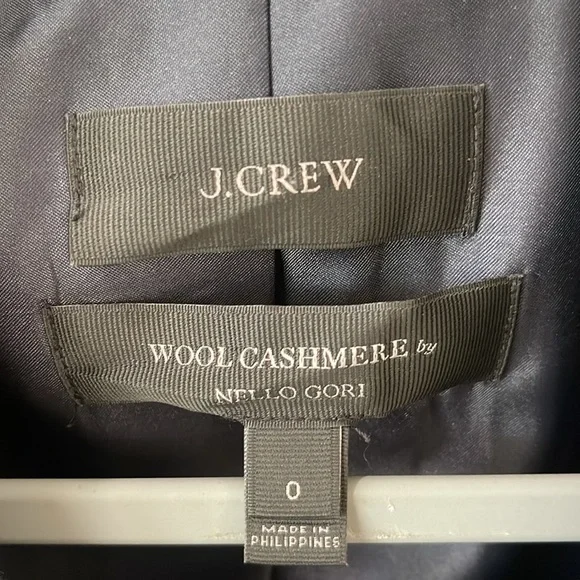 J.CREW
WOOL CASHMERE by
NELLO GORI
0
MADE IN
PHILIPPINES